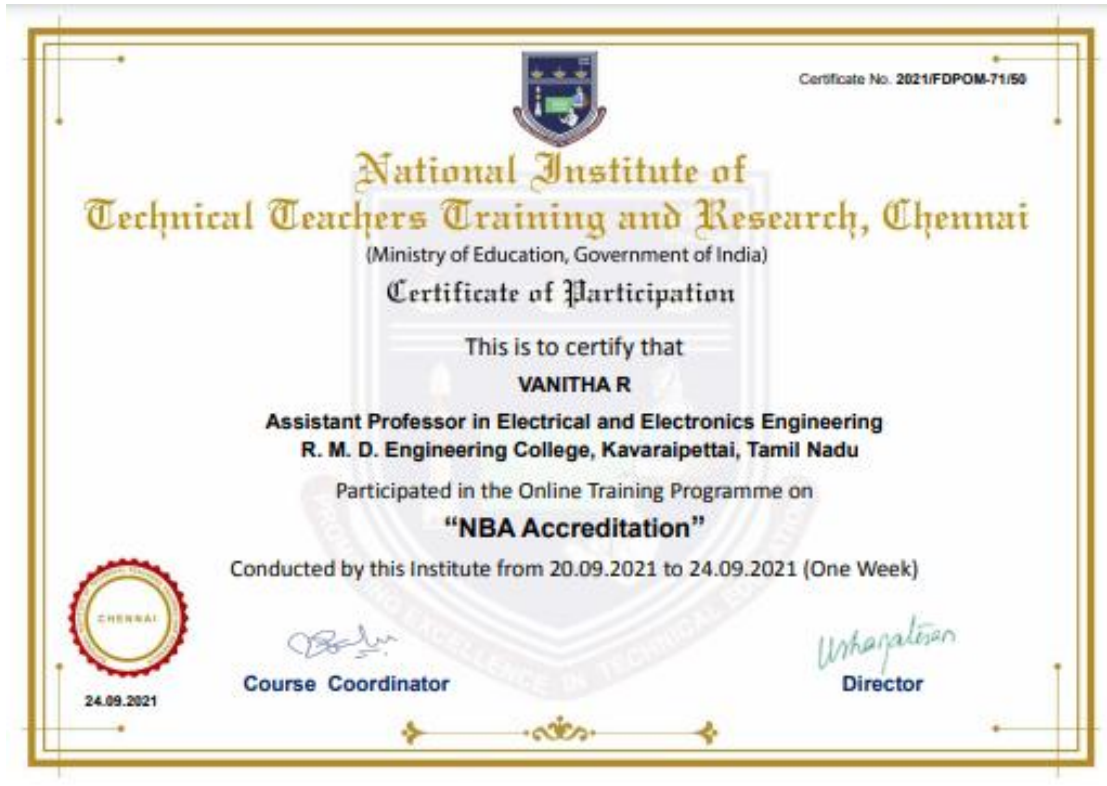 Certificate No. 2021/FDPOM-71/50
National Institute of
Technical Teachers Training and Research, Chennai
(Ministry of Education, Government of India)
Certificate of Participation
This is to certify that
VANITHA R
Assistant Professor in Electrical and Electronics Engineering
R. M. D. Engineering College, Kavaraipettai, Tamil Nadu
Participated in the Online Training Programme on
“NBA Accreditation”
Conducted by this Institute from 20.09.2021 to 24.09.2021 (One Week)
CHENNAI
Course Coordinator
Director
24.09.2021
EXCELLENCE IN TECHNICAL